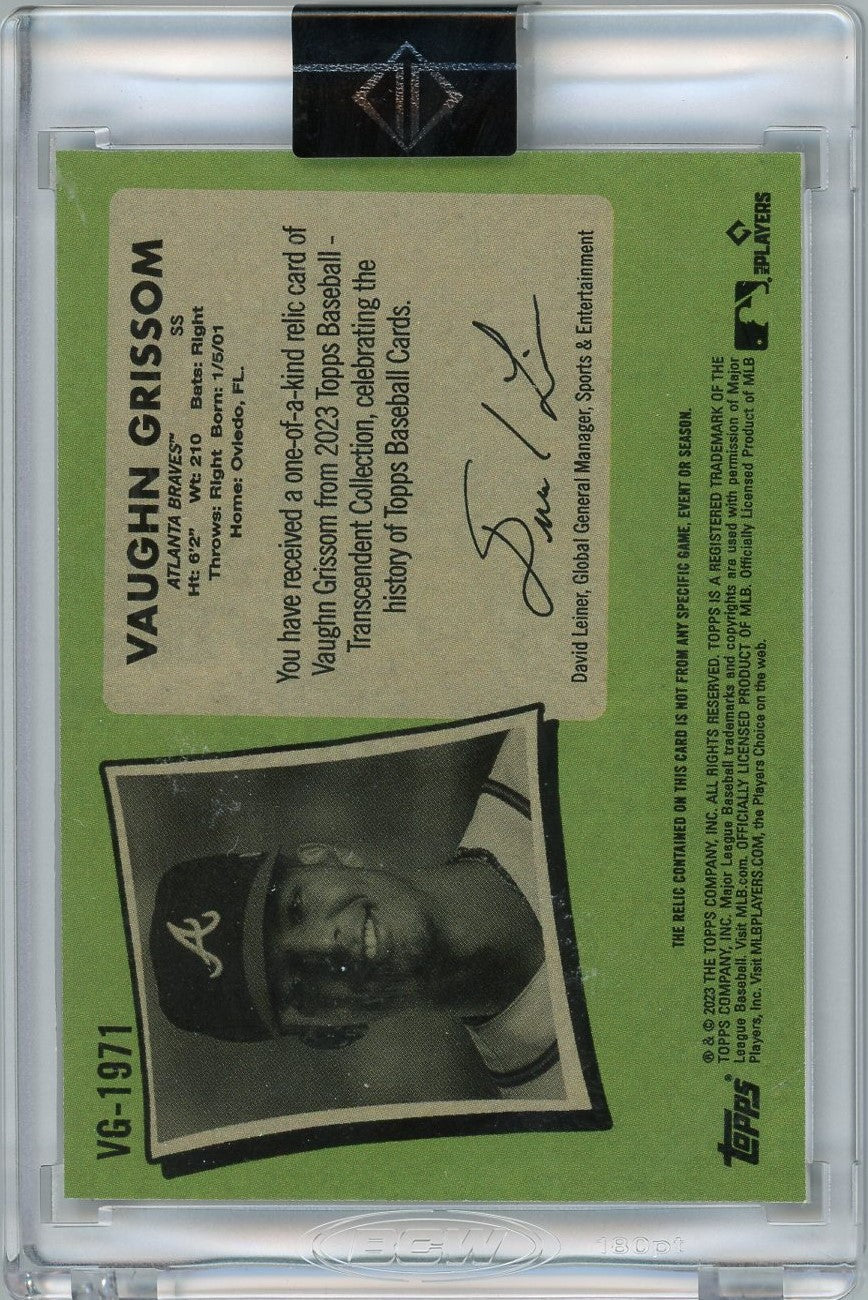 VG-1971
VAUGHN GRISSOM
ATLANTA BRAVES™ SS
Ht: 6'2" Wt: 210 Bats: Right
Throws: Right Born: 1/5/01
Home: Oviedo, FL.
You have received a one-of-a-kind relic card of
Vaughn Grissom from 2023 Topps Baseball -
Transcendent Collection, celebrating the
history of Topps Baseball Cards.
David Leiner, Global General Manager, Sports & Entertainment
A
THE RELIC CONTAINED ON THIS CARD IS NOT FROM ANY SPECIFIC GAME, EVENT OR SEASON.
topps®
® & © 2023 THE TOPPS COMPANY, INC. ALL RIGHTS RESERVED. TOPPS IS A REGISTERED TRADEMARK OF THE
TOPPS COMPANY, INC. Major League Baseball trademarks and copyrights are used with permission of Major
League Baseball. Visit MLB.com. OFFICIALLY LICENSED PRODUCT OF MLB. Officially Licensed Product of MLB
Players, Inc. Visit MLBPLAYERS.COM, the Players Choice on the web.
PLAYERS
BCW
180pt